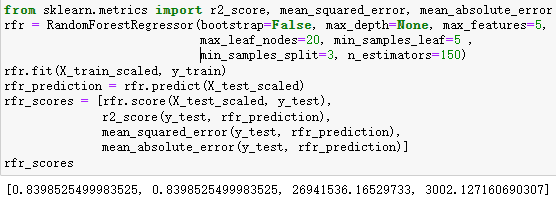 from sklearn.metrics import r2_score, mean_squared_error, mean_absolute_error
rfr = RandomForestRegressor(bootstrap=False, max_depth=None, max_features=5,
max_leaf_nodes=20, min_samples_leaf=5 ,
min_samples_split=3, n_estimators=150)
rfr.fit(X_train_scaled, y_train)
rfr_prediction = rfr.predict(X_test_scaled)
rfr_scores = [rfr.score(X_test_scaled, y_test),
r2_score(y_test, rfr_prediction),
mean_squared_error(y_test, rfr_prediction),
mean_absolute_error(y_test, rfr_prediction)]
rfr_scores
[0.8398525499983525, 0.8398525499983525, 26941536.16529733, 3002.127160690307]